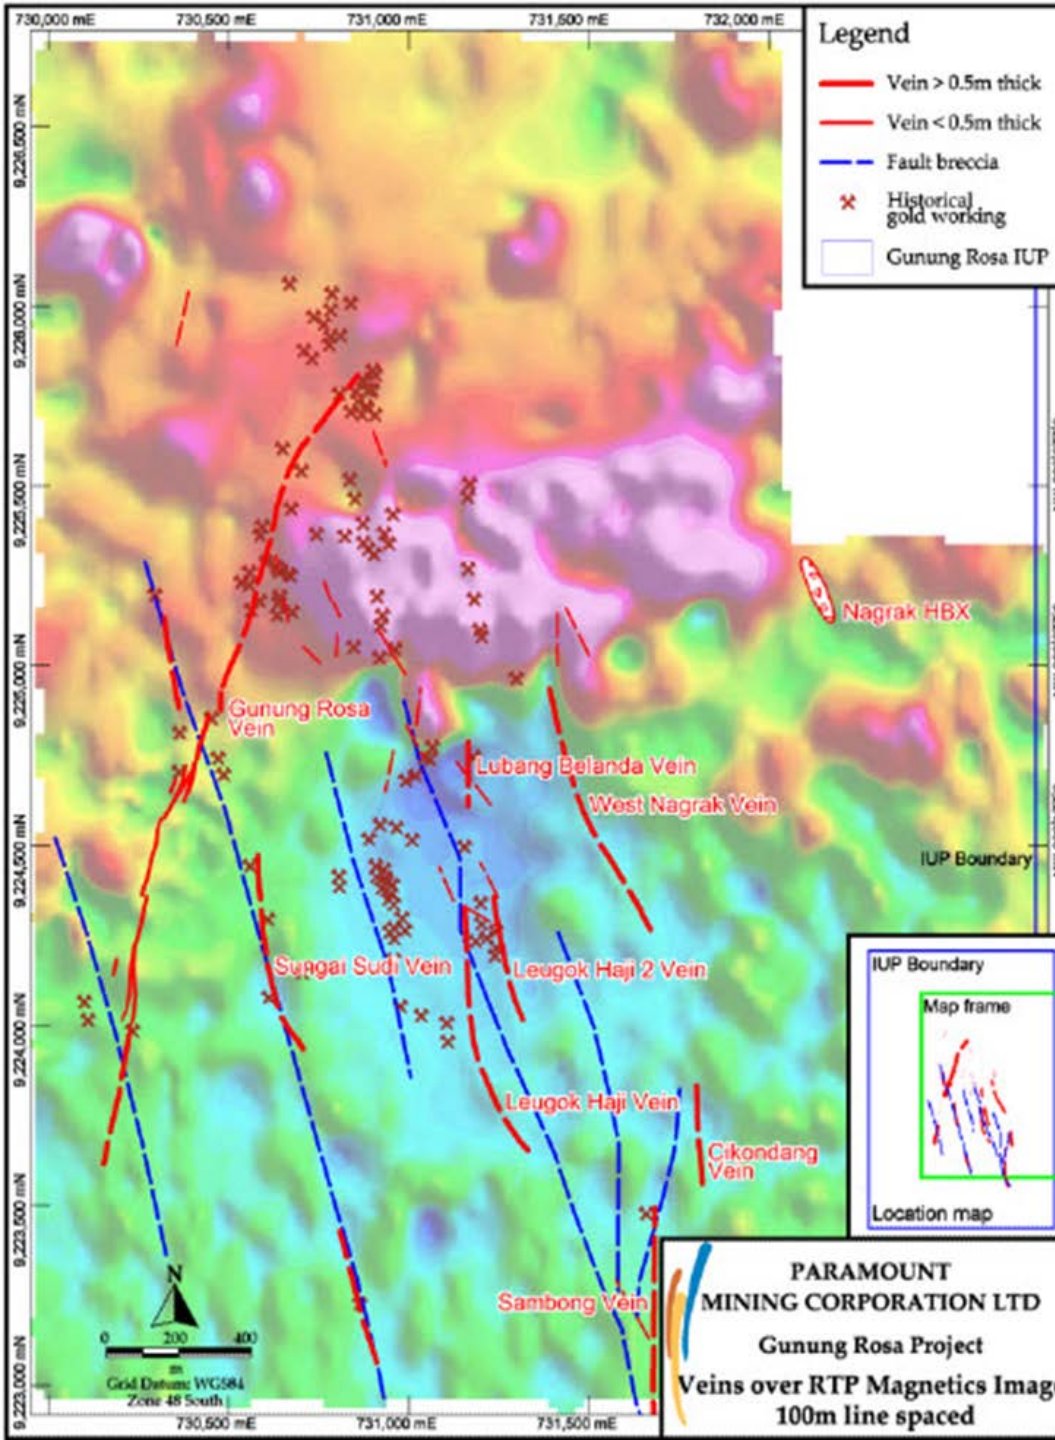 730,000 mE
730,500 mE
731,000 mE
731,500 mE
732,000 mE
Legend
Vein > 0.5m thick
Vein < 0.5m thick
Fault breccia
Historical
gold working
Gunung Rosa IUP
9,226,500 mN
9,226,000 mN
9,225,500 mN
9,225,000 mN
9,224,500 mN
9,224,000 mN
9,223,500 mN
9,223,000 mN
Nagrak HBX
Gunung Rosa
Vein
Lubang Belanda Vein
West Nagrak Vein
IUP Boundary
Sungai Sudi Vein
Leugok Haji 2 Vein
Leugok Haji Vein
Cikondang
Vein
Sambong Vein
IUP Boundary
Map frame
Location map
N
0 200 400
m
Grid Datum: WGS84
Zone 48 South
PARAMOUNT
MINING CORPORATION LTD
Gunung Rosa Project
Veins over RTP Magnetics Imag
100m line spaced
730,500 mE
731,000 mE
731,500 mE